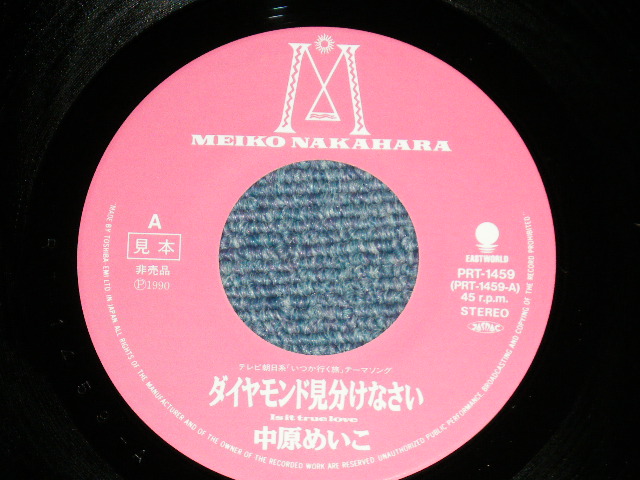 MEIKO NAKAHARA
A
見本
非売品
Ⓟ1990
EASTWORLD
PRT-1459
(PRT-1459-A)
45 r.p.m.
STEREO
テレビ朝日系「いつか行く旅」テーマソング
ダイヤモンド見分けなさい
Is it true love
中原めいこ
MADE BY TOSHIBA EMI LTD IN JAPAN ALL RIGHTS OF THE MANUFACTURER AND OF THE OWNER OF THE RECORDED WORK ARE RESERVED UNAUTHORIZED PUBLIC PERFORMANCE, BROADCASTING AND COPYING OF THE RECORD PROHIBITED